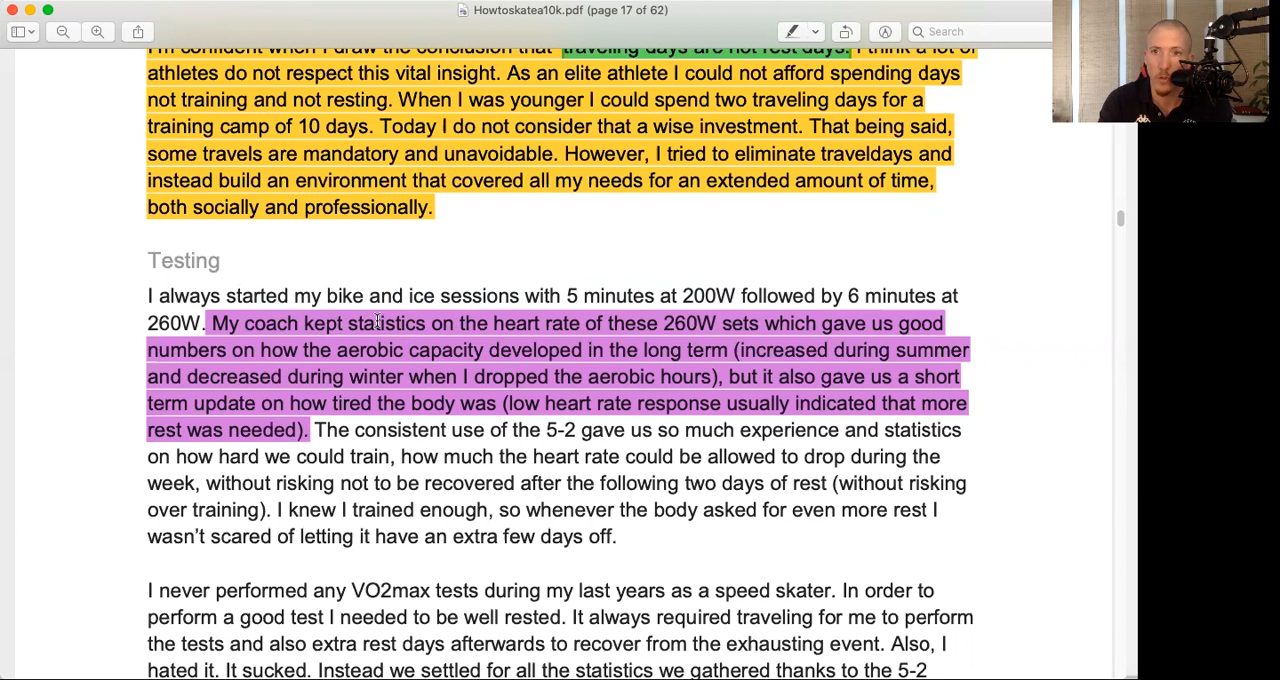 Howtoskatea10k.pdf (page 17 of 62)
Search
I'm confident when I draw the conclusion that traveling days are not rest days. I think a lot of
athletes do not respect this vital insight. As an elite athlete I could not afford spending days
not training and not resting. When I was younger I could spend two traveling days for a
training camp of 10 days. Today I do not consider that a wise investment. That being said,
some travels are mandatory and unavoidable. However, I tried to eliminate traveldays and
instead build an environment that covered all my needs for an extended amount of time,
both socially and professionally.
Testing
I always started my bike and ice sessions with 5 minutes at 200W followed by 6 minutes at
260W. My coach kept statistics on the heart rate of these 260W sets which gave us good
numbers on how the aerobic capacity developed in the long term (increased during summer
and decreased during winter when I dropped the aerobic hours), but it also gave us a short
term update on how tired the body was (low heart rate response usually indicated that more
rest was needed). The consistent use of the 5-2 gave us so much experience and statistics
on how hard we could train, how much the heart rate could be allowed to drop during the
week, without risking not to be recovered after the following two days of rest (without risking
over training). I knew I trained enough, so whenever the body asked for even more rest I
wasn't scared of letting it have an extra few days off.
I never performed any VO2max tests during my last years as a speed skater. In order to
perform a good test I needed to be well rested. It always required traveling for me to perform
the tests and also extra rest days afterwards to recover from the exhausting event. Also, I
hated it. It sucked. Instead we settled for all the statistics we gathered thanks to the 5-2